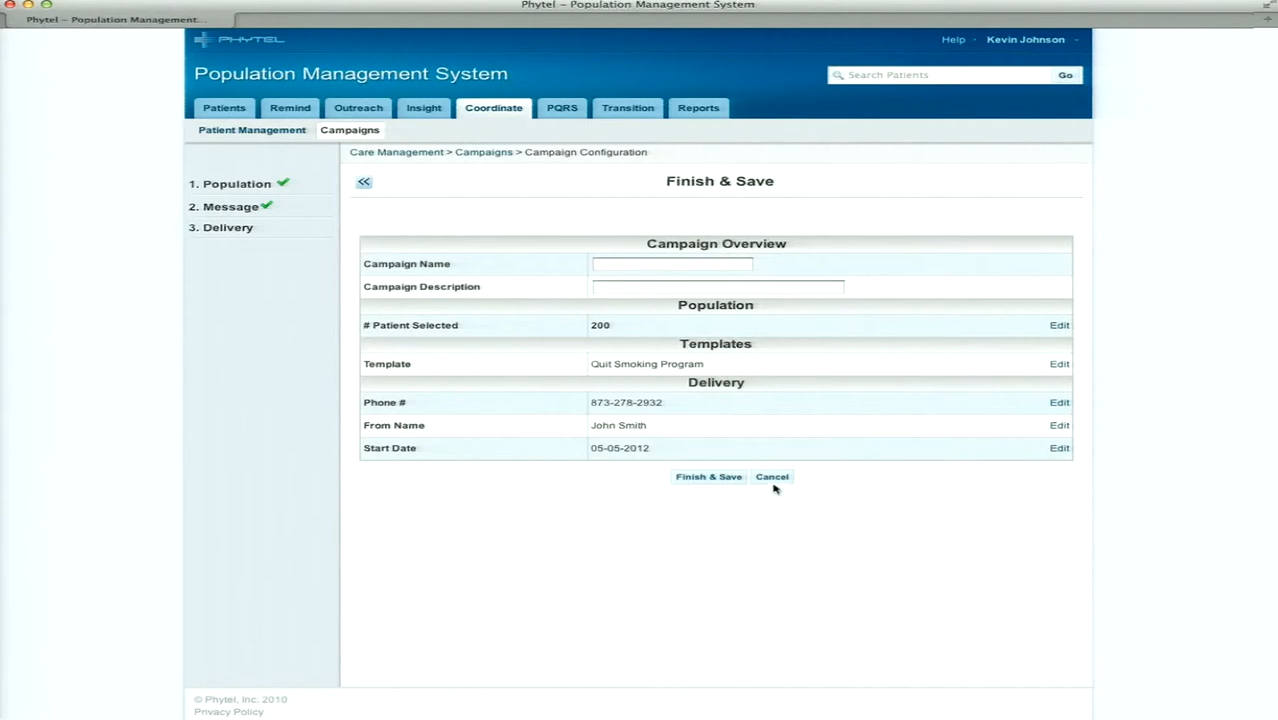 Phytel – Population Management System
Phytel – Population Management...
PHYTEL
Help
Kevin Johnson
Population Management System
Search Patients
Go
Patients Remind Outreach Insight Coordinate PQRS Transition Reports
Patient Management Campaigns
Care Management > Campaigns > Campaign Configuration
1. Population
2. Message
3. Delivery
«
Finish & Save
Campaign Overview
Campaign Name
Campaign Description
Population
# Patient Selected 200 Edit
Templates
Template Quit Smoking Program Edit
Delivery
Phone # 873-278-2932 Edit
From Name John Smith Edit
Start Date 05-05-2012 Edit
Finish & Save Cancel
© Phytel, Inc. 2010
Privacy Policy